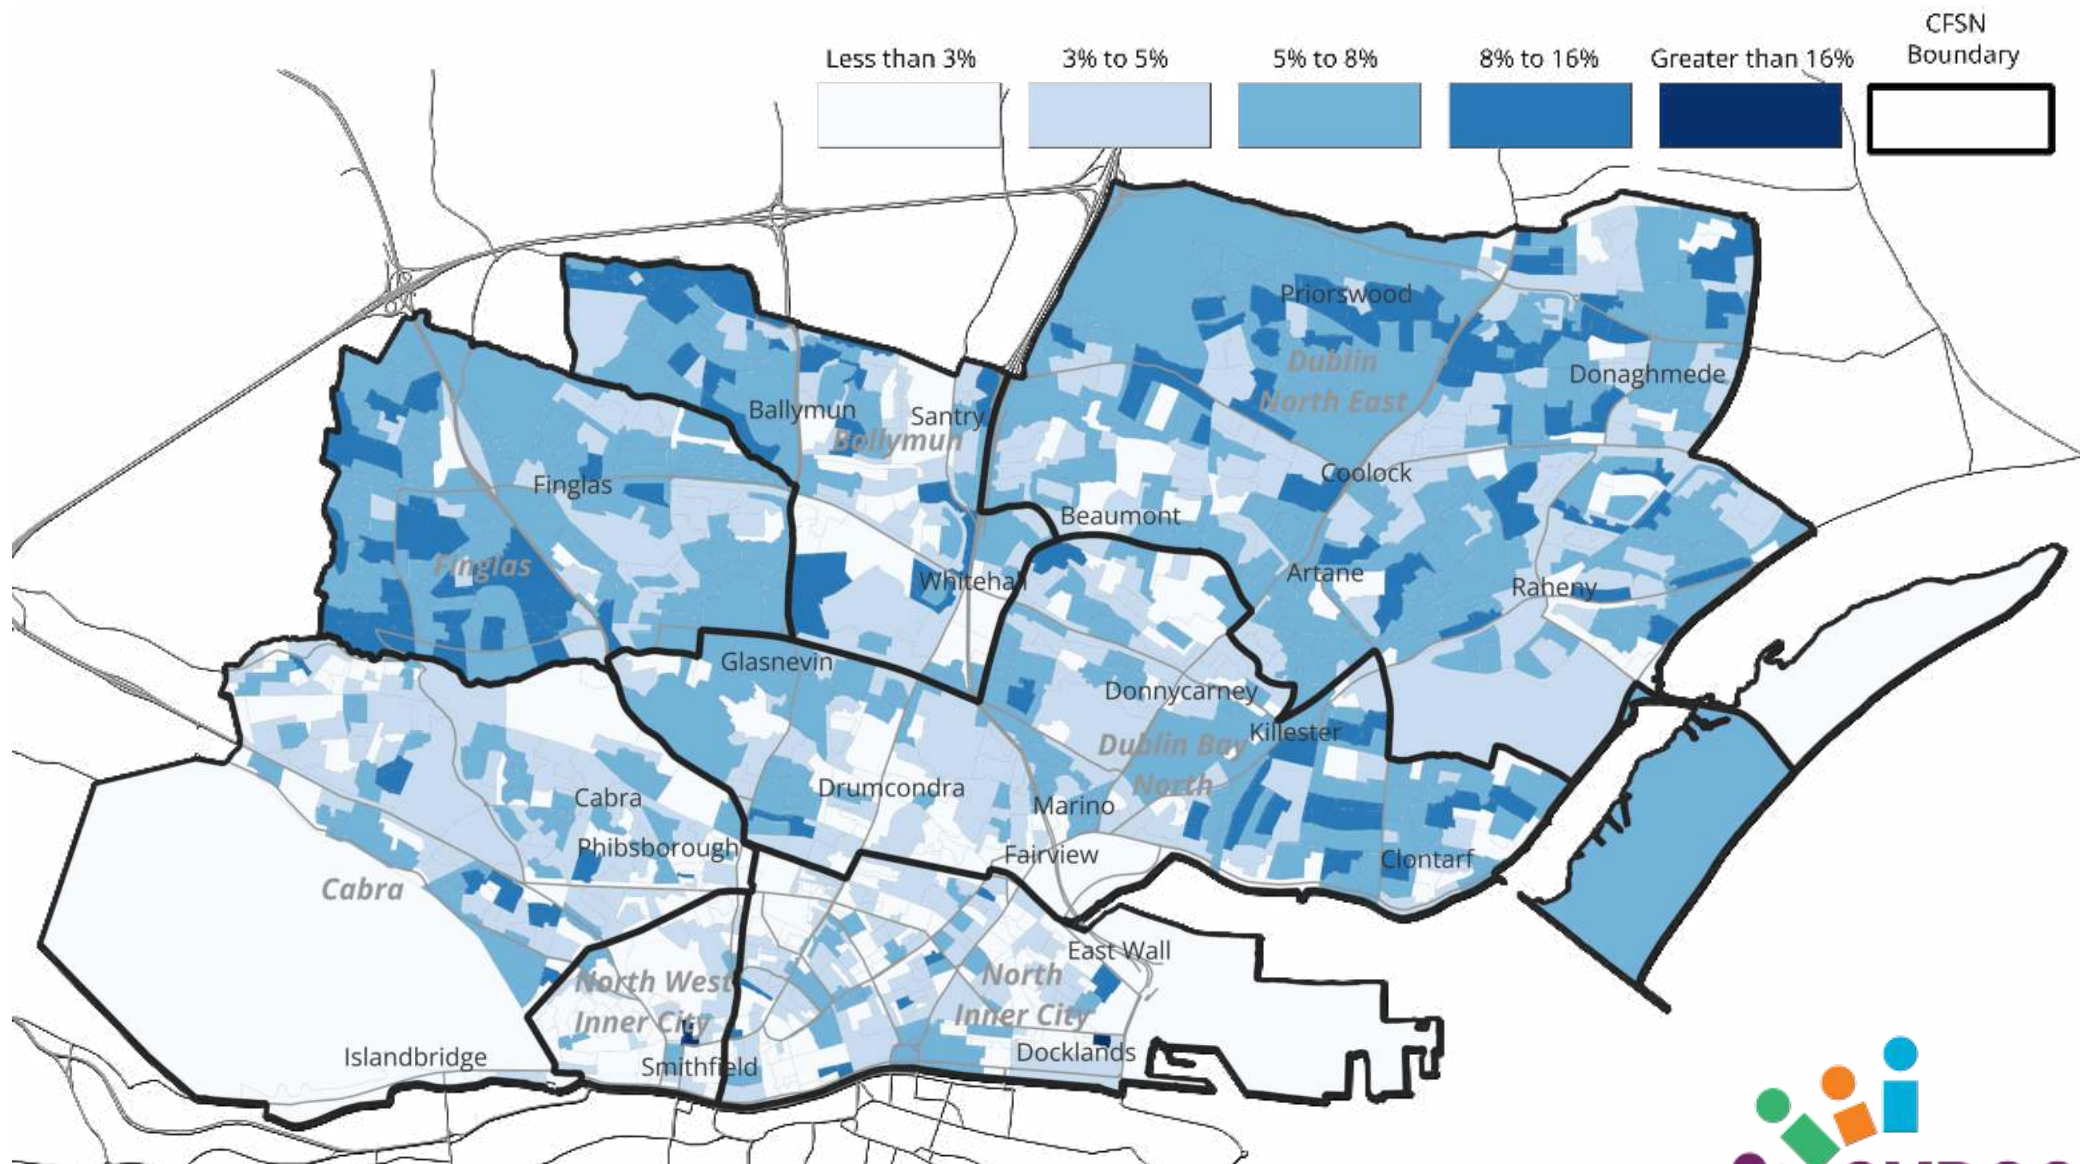 Less than 3%
3% to 5%
5% to 8%
8% to 16%
Greater than 16%
CFSN
Boundary
Priorswood
Dublin
North East
Donaghmede
Ballymun
Santry
Ballymun
Coolock
Finglas
Beaumont
Finglas
Whitehall
Artane
Raheny
Glasnevin
Donnycarney
Killester
Dublin Bay
North
Drumcondra
Marino
Cabra
Phibsborough
Fairview
Clontarf
Cabra
East Wall
North West
Inner City
North
Inner City
Docklands
Islandbridge
Smithfield